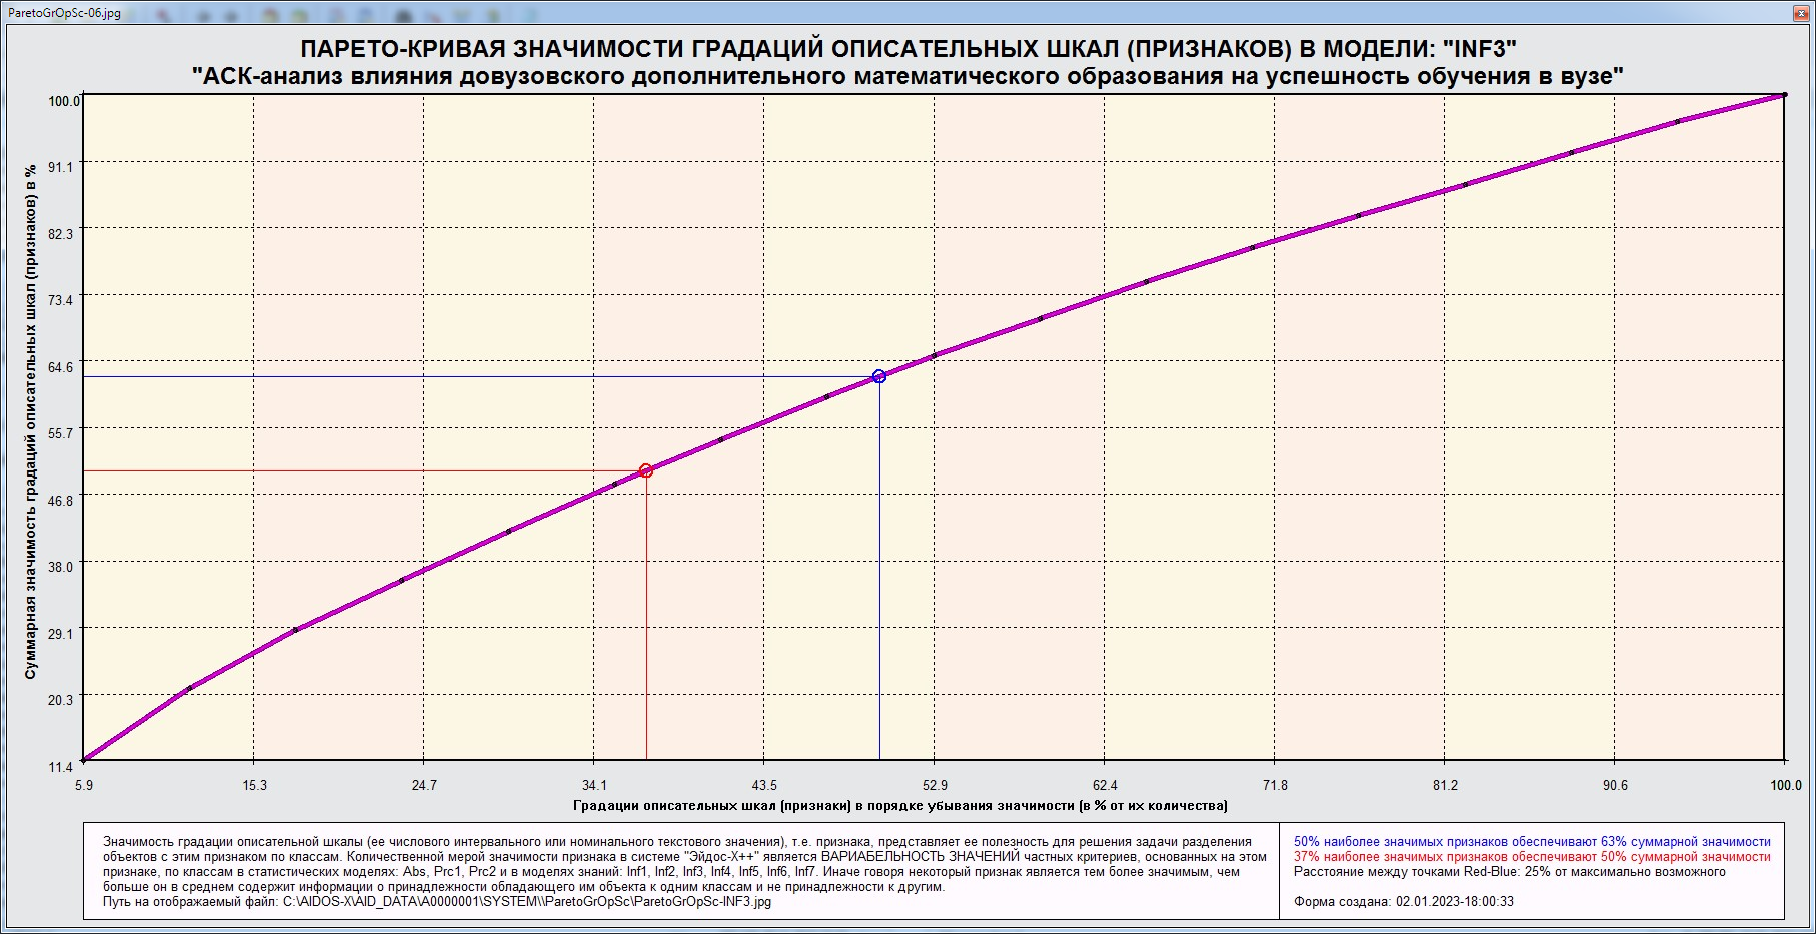 ParetoGrOpSc-06.jpg
ПАРЕТО-КРИВАЯ ЗНАЧИМОСТИ ГРАДАЦИЙ ОПИСАТЕЛЬНЫХ ШКАЛ (ПРИЗНАКОВ) В МОДЕЛИ: "INF3"
"АСК-анализ влияния довузовского дополнительного математического образования на успешность обучения в вузе"
Суммарная значимость градаций описательных шкал (признаков) в %
100.0
91.1
82.3
73.4
64.6
55.7
46.8
38.0
29.1
20.3
11.4
5.9 15.3 24.7 34.1 43.5 52.9 62.4 71.8 81.2 90.6 100.0
Градации описательных шкал (признаки) в порядке убывания значимости (в % от их количества)
Значимость градации описательной шкалы (ее числового интервального или номинального текстового значения), т.е. признака, представляет ее полезность для решения задачи разделения
объектов с этим признаком по классам. Количественной мерой значимости признака в системе "Эйдос-X++" является ВАРИАБЕЛЬНОСТЬ ЗНАЧЕНИЙ частных критериев, основанных на этом
признаке, по классам в статистических моделях: Abs, Prc1, Prc2 и в моделях знаний: Inf1, Inf2, Inf3, Inf4, Inf5, Inf6, Inf7. Иначе говоря некоторый признак является тем более значимым, чем
больше он в среднем содержит информации о принадлежности обладающего им объекта к одним классам и не принадлежности к другим.
Путь на отображаемый файл: C:\AIDOS-X\AID_DATA\A0000001\SYSTEM\\ParetoGrOpSc\ParetoGrOpSc-INF3.jpg
50% наиболее значимых признаков обеспечивают 63% суммарной значимости
37% наиболее значимых признаков обеспечивают 50% суммарной значимости
Расстояние между точками Red-Blue: 25% от максимально возможного
Форма создана: 02.01.2023-18:00:33